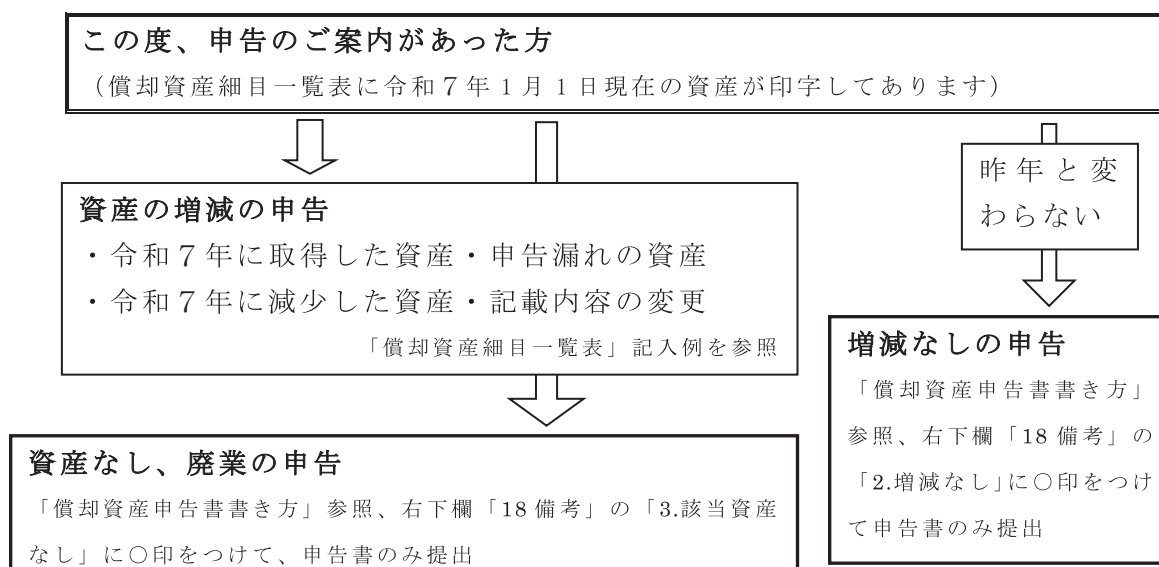 この度、申告のご案内があった方
（償却資産細目一覧表に令和７年１月１日現在の資産が印字してあります）
昨年と変
わらない
資産の増減の申告
・令和７年に取得した資産・申告漏れの資産
・令和７年に減少した資産・記載内容の変更
「償却資産細目一覧表」記入例を参照
増減なしの申告
「償却資産申告書書き方」
参照、右下欄「18 備考」の
「2.増減なし」に〇印をつけ
て申告書のみ提出
資産なし、廃業の申告
「償却資産申告書書き方」参照、右下欄「18 備考」の「3.該当資産
なし」に〇印をつけて、申告書のみ提出